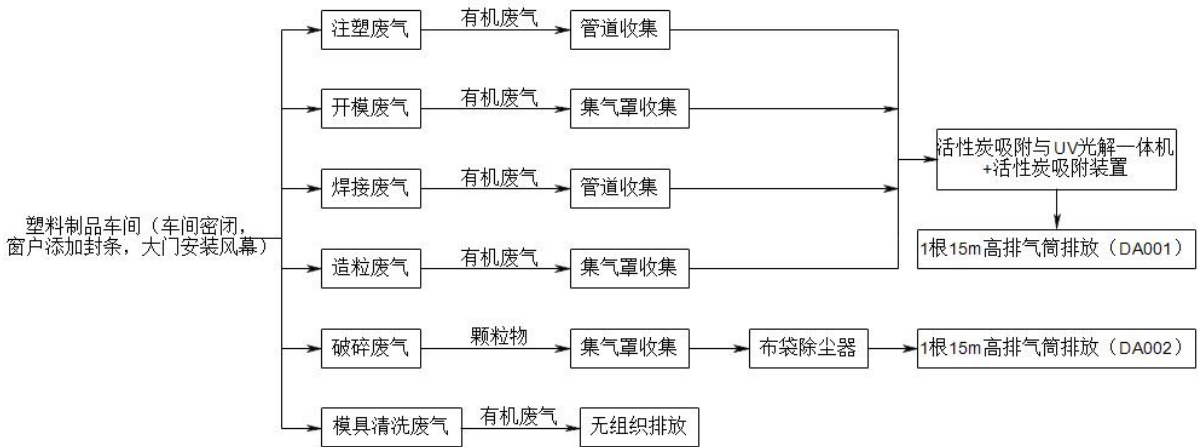 注塑废气
有机废气
管道收集
开模废气
有机废气
集气罩收集
焊接废气
有机废气
管道收集
活性炭吸附与UV光解一体机
+活性炭吸附装置
塑料制品车间（车间密闭，
窗户添加封条，大门安装风幕）
造粒废气
有机废气
集气罩收集
1根15m高排气筒排放（DA001）
破碎废气
颗粒物
集气罩收集
布袋除尘器
1根15m高排气筒排放（DA002）
模具清洗废气
有机废气
无组织排放